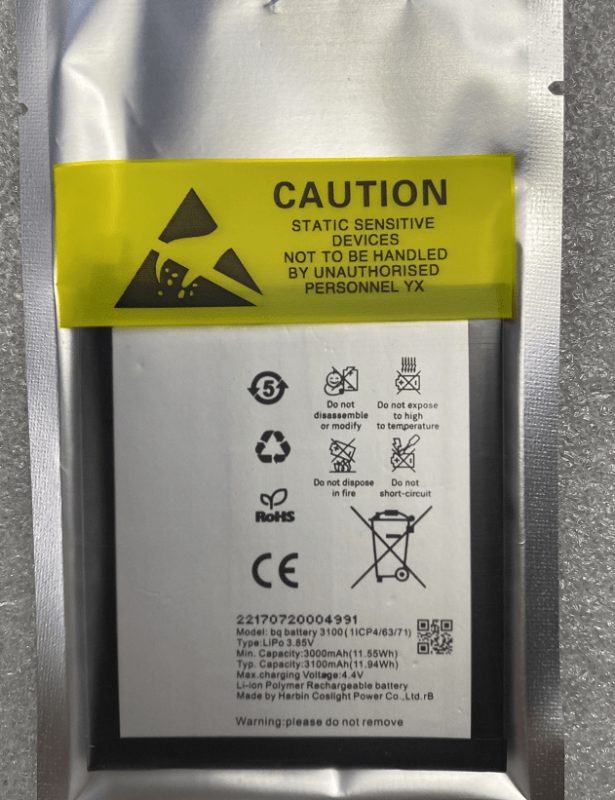 CAUTION
STATIC SENSITIVE
DEVICES
NOT TO BE HANDLED
BY UNAUTHORISED
PERSONNEL YX
5
Do not
disassemble
or modify
Do not expose
to high
to temperature
Do not dispose
in fire
Do not
short-circuit
RoHS
CE
22170720004991
Model: bq battery 3100(1ICP4/63/71)
Type:LiPo 3.85V
Min. Capacity:3000mAh(11.55Wh)
Typ. Capacity:3100mAh(11.94Wh)
Max.charging Voltage:4.4V
Li-ion Polymer Rechargeable battery
Made by Harbin Coslight Power Co.,Ltd.rB
Warning:please do not remove